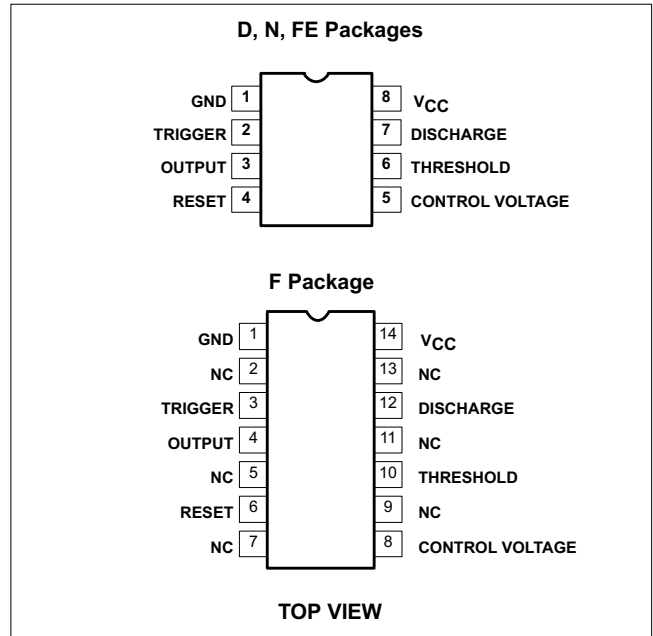 D, N, FE Packages
GND 1 8 VCC
TRIGGER 2 7 DISCHARGE
OUTPUT 3 6 THRESHOLD
RESET 4 5 CONTROL VOLTAGE
F Package
GND 1 14 VCC
NC 2 13 NC
TRIGGER 3 12 DISCHARGE
OUTPUT 4 11 NC
NC 5 10 THRESHOLD
RESET 6 9 NC
NC 7 8 CONTROL VOLTAGE
TOP VIEW